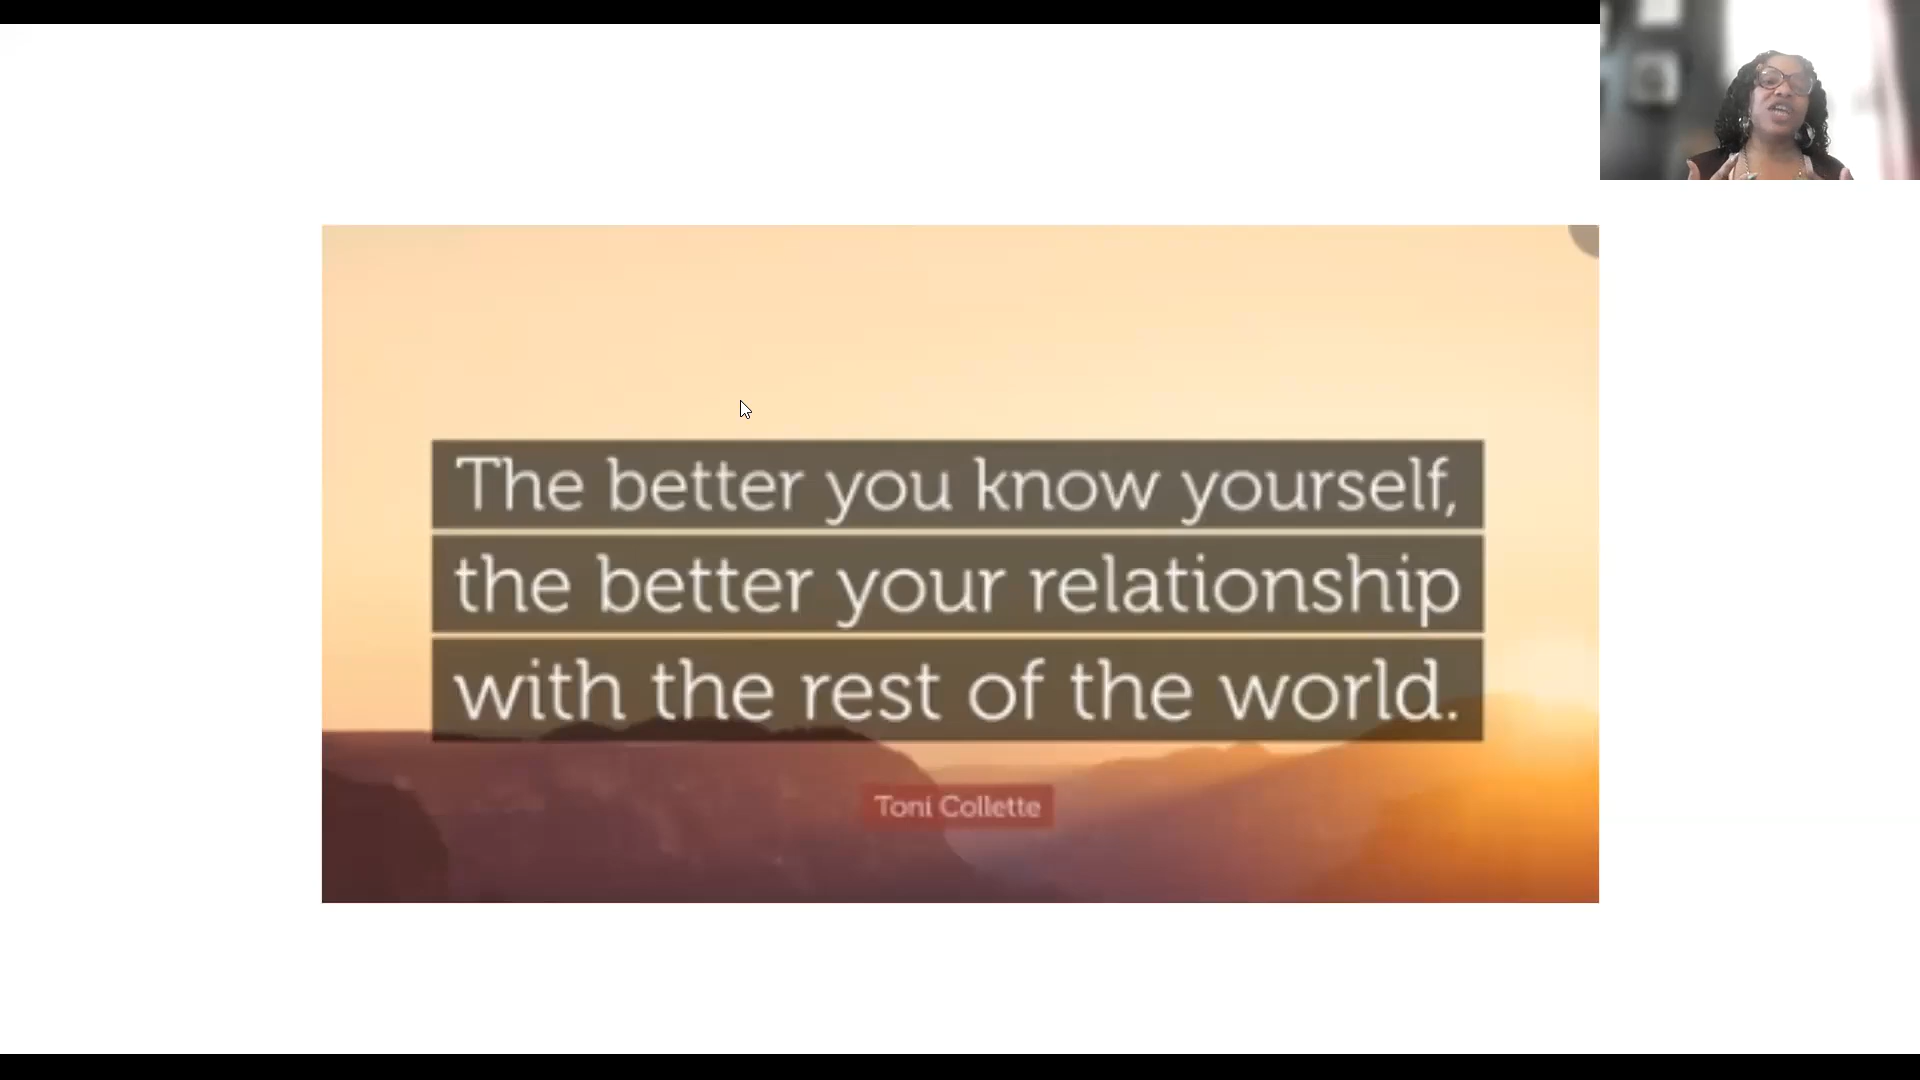 The better you know yourself,
the better your relationship
with the rest of the world.
Toni Collette